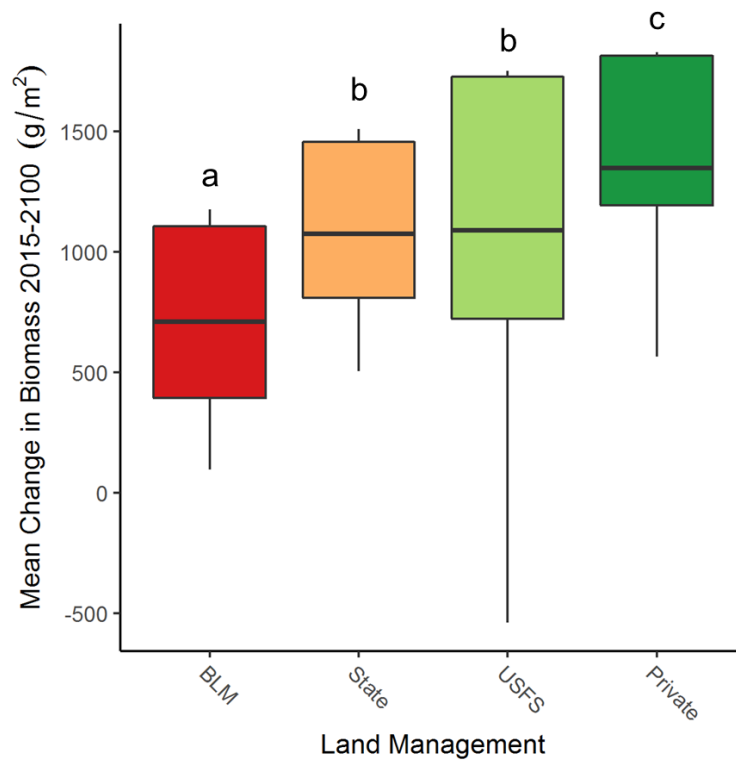 Mean Change in Biomass 2015-2100 (g/m²)
1500
1000
500
0
-500
a
b
b
c
BLM
State
USFS
Private
Land Management